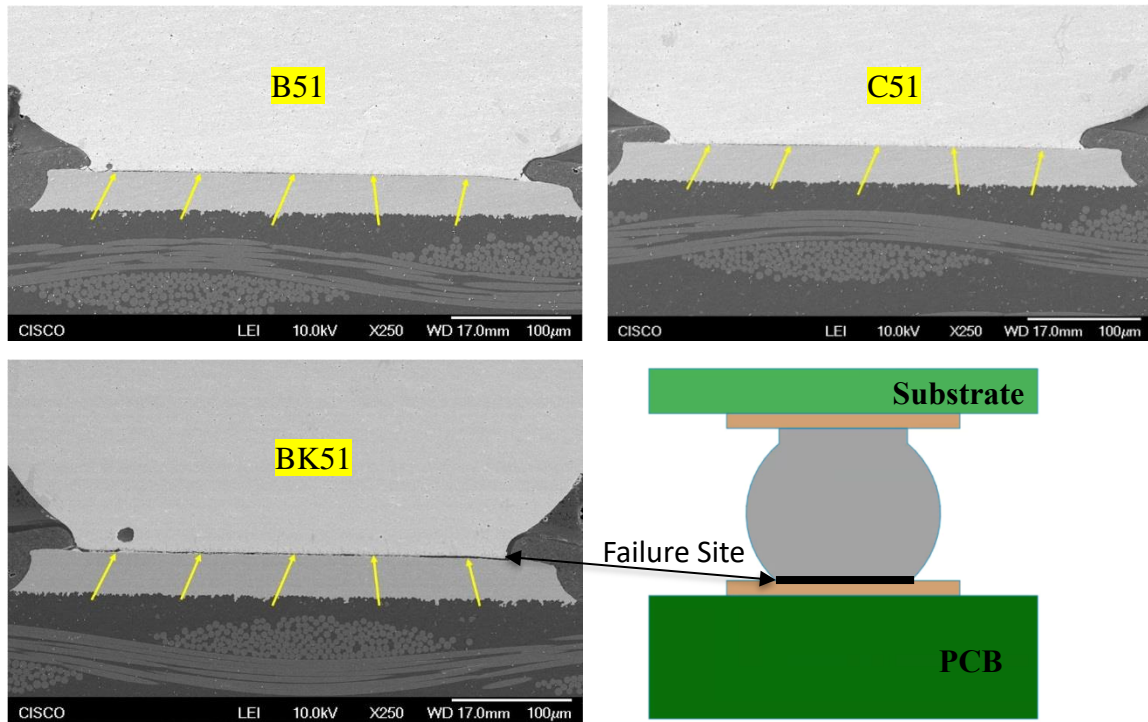 B51
CISCO LEI 10.0kV X250 WD 17.0mm 100µm
C51
CISCO LEI 10.0kV X250 WD 17.0mm 100µm
BK51
CISCO LEI 10.0kV X250 WD 17.0mm 100µm
Substrate
Failure Site
PCB